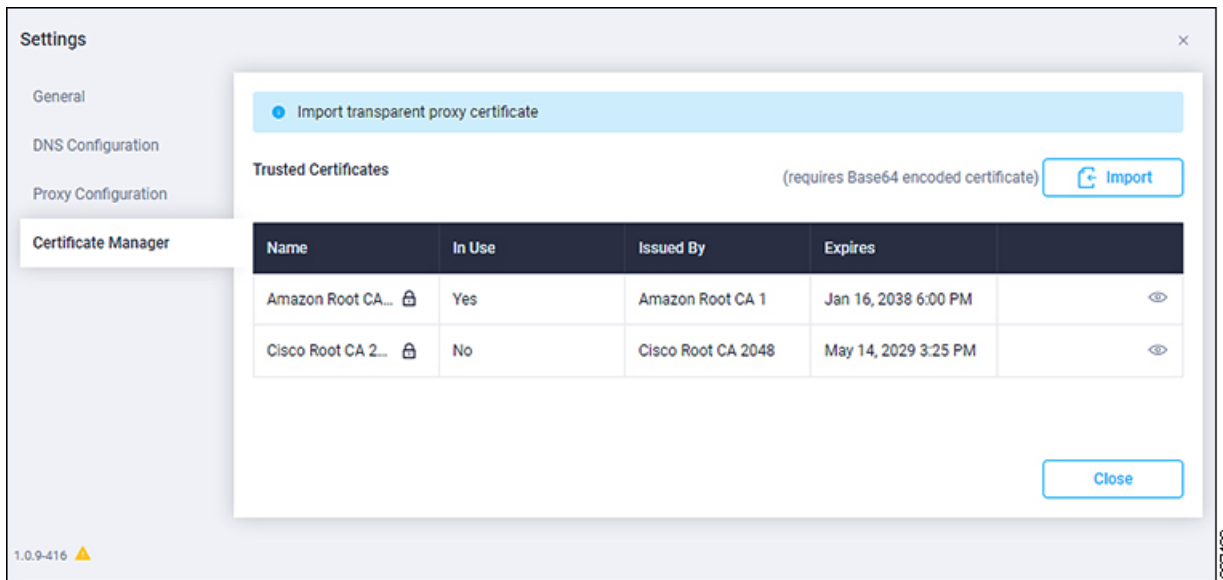 Settings
General
DNS Configuration
Proxy Configuration
Certificate Manager
Import transparent proxy certificate
Trusted Certificates
(requires Base64 encoded certificate)
Import
Name In Use Issued By Expires
Amazon Root CA... Yes Amazon Root CA 1 Jan 16, 2038 6:00 PM
Cisco Root CA 2... No Cisco Root CA 2048 May 14, 2029 3:25 PM
Close
1.0.9-416